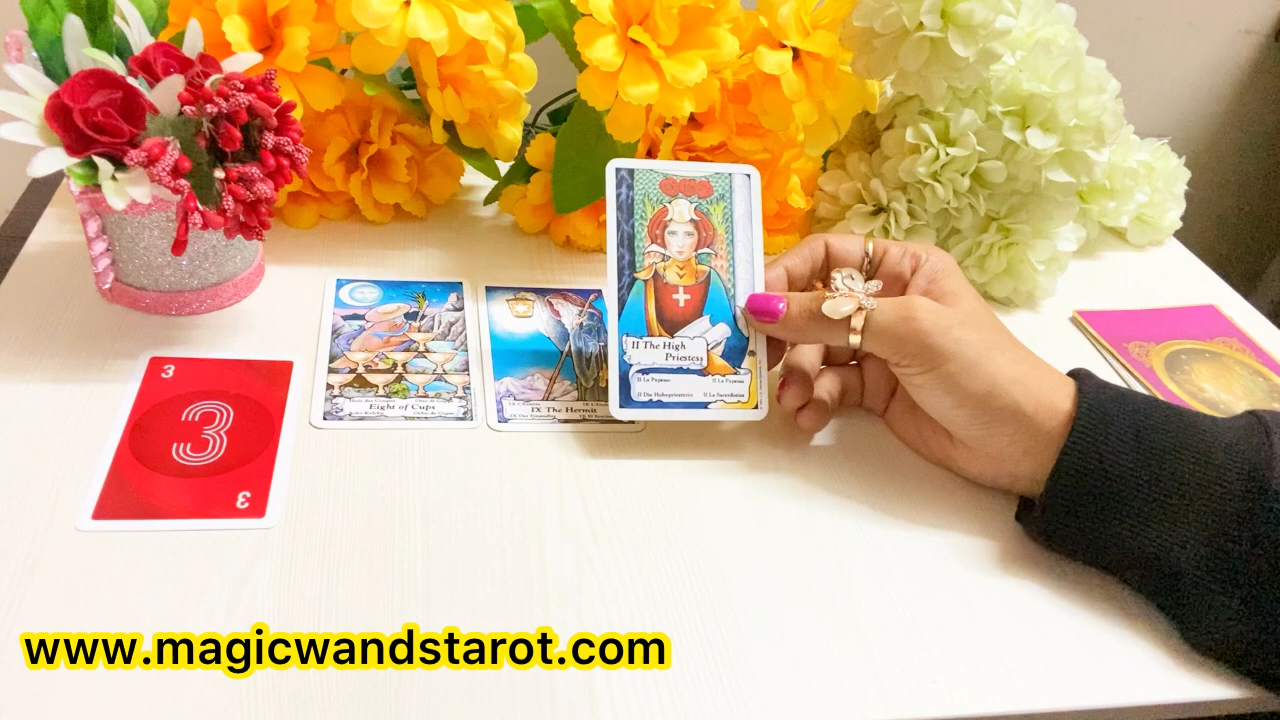 3
3
3
Eight of Cups
IX The Hermit
II The High
Priestess
II La Papesse
II La Papessa
II Die Hohepriesterin
II La Sacerdotisa
www.magicwandstarot.com